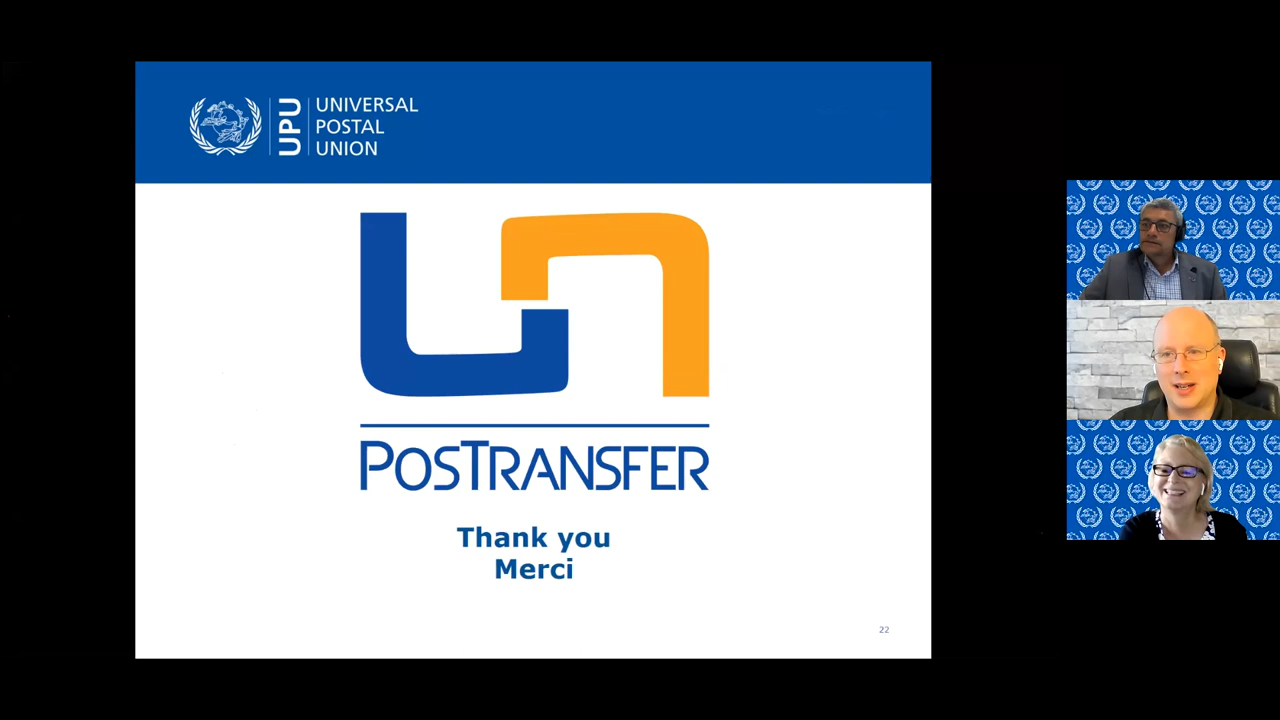 UPU
UNIVERSAL
POSTAL
UNION
POSTRANSFER
Thank you
Merci
22